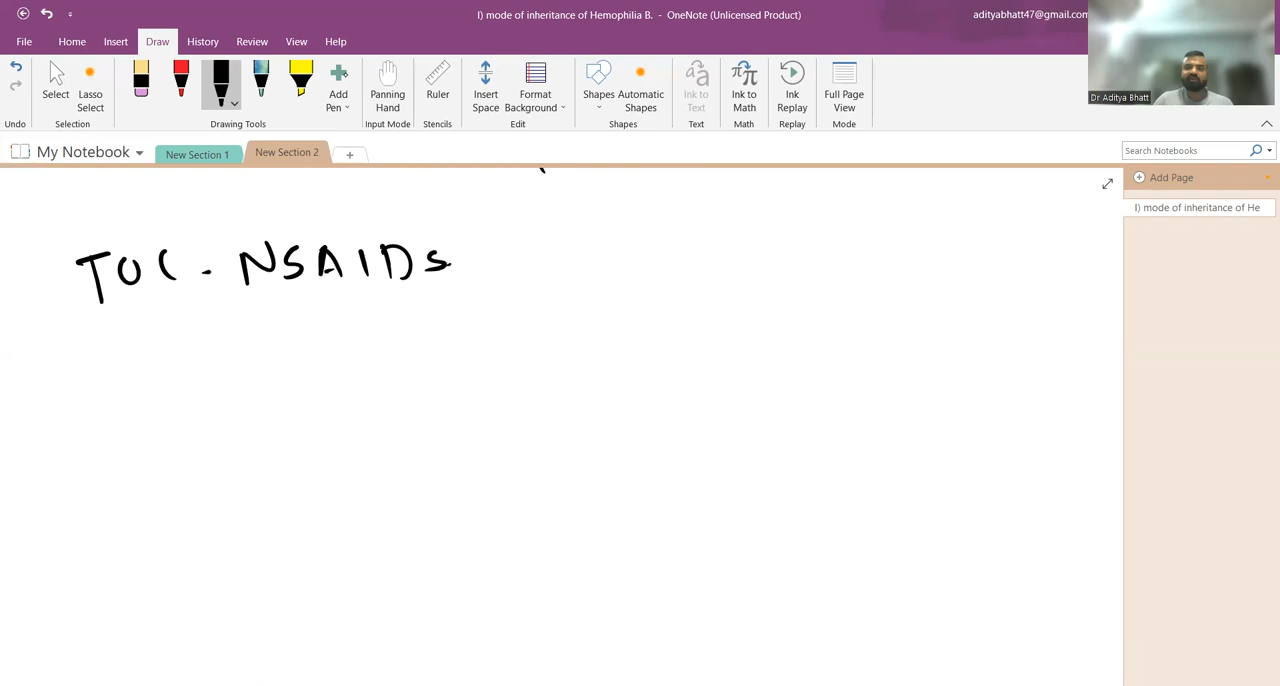 I) mode of inheritance of Hemophilia B. - OneNote (Unlicensed Product)
adityabhatt47@gmail.com
File Home Insert Draw History Review View Help
Undo
Select
Lasso Select
Selection
Drawing Tools
Add Pen
Panning Hand
Input Mode
Ruler
Stencils
Insert Space
Format Background
Edit
Shapes
Automatic Shapes
Shapes
Ink to Text
Text
Ink to Math
Math
Ink Replay
Replay
Full Page View
Mode
Dr Aditya Bhatt
My Notebook
New Section 1
New Section 2
Search Notebooks
Add Page
I) mode of inheritance of He
TOC - NSAIDs